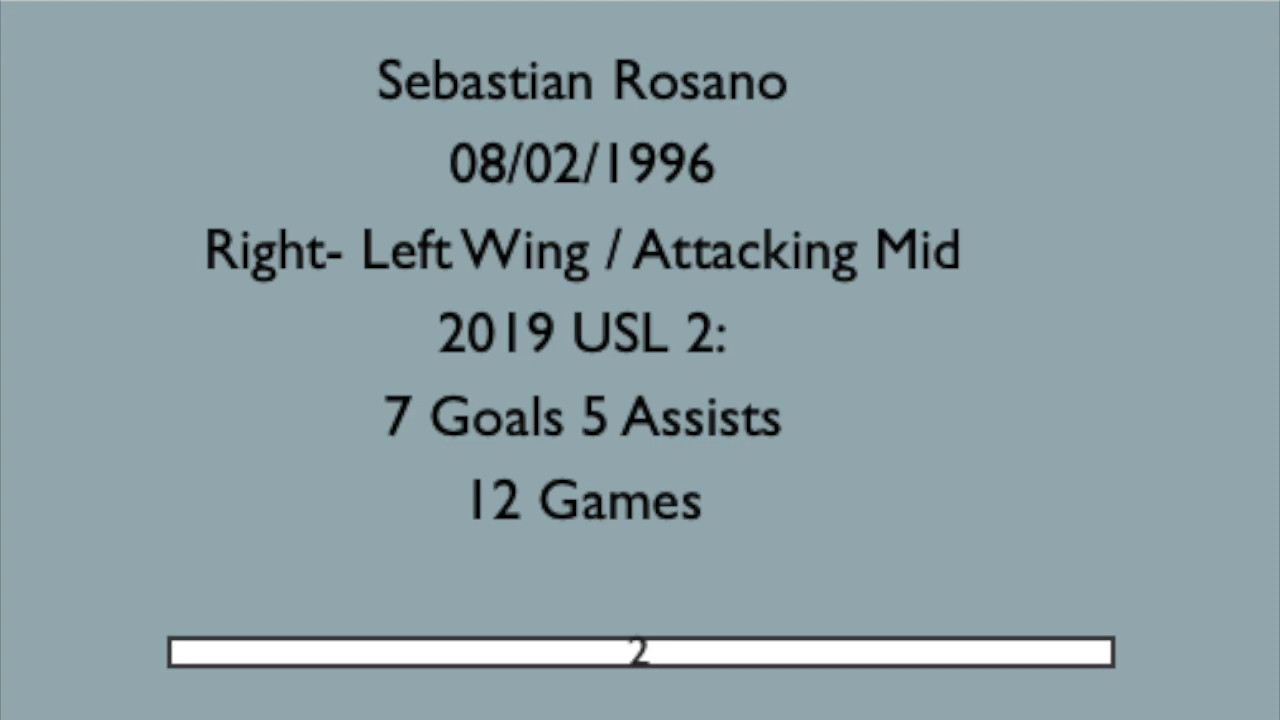 Sebastian Rosano
08/02/1996
Right- Left Wing / Attacking Mid
2019 USL 2:
7 Goals 5 Assists
12 Games
2